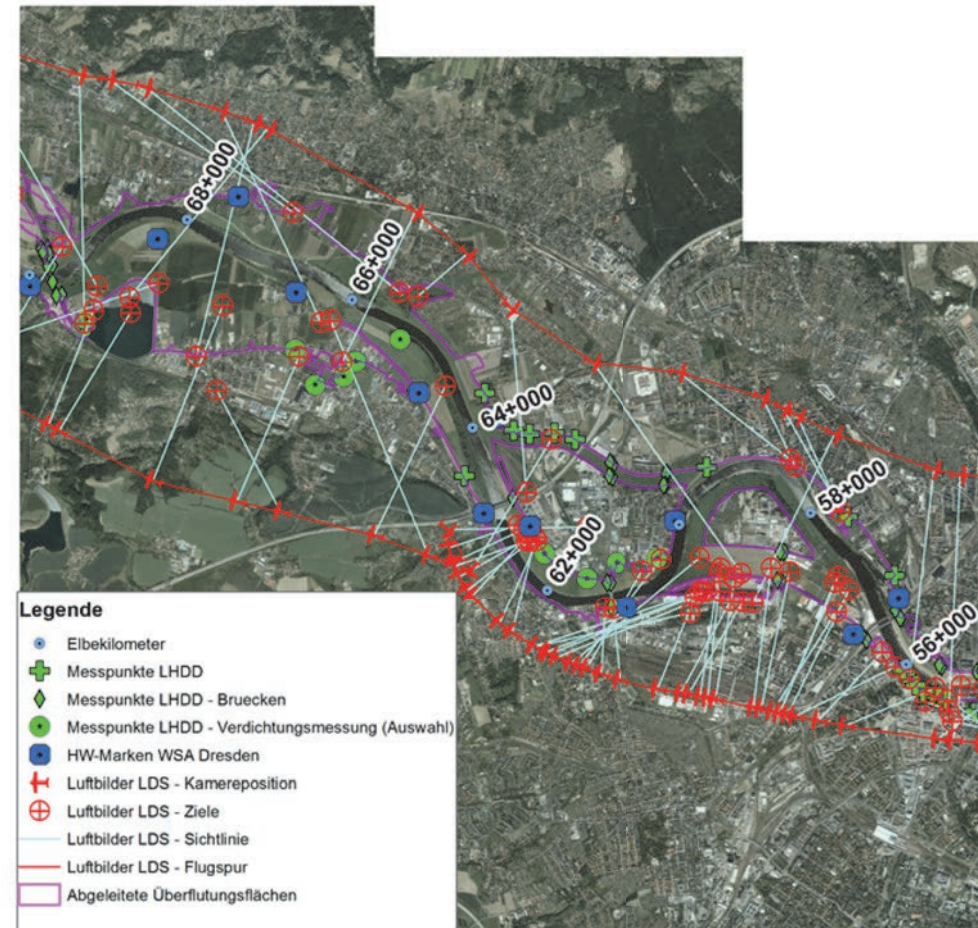 68+000
66+000
64+000
62+000
58+000
56+000
Legende
Elbekilometer
Messpunkte LHDD
Messpunkte LHDD - Bruecken
Messpunkte LHDD - Verdichtungsmessung (Auswahl)
HW-Marken WSA Dresden
Luftbilder LDS - Kamereposition
Luftbilder LDS - Ziele
Luftbilder LDS - Sichtlinie
Luftbilder LDS - Flugspur
Abgeleitete Überflutungsflächen